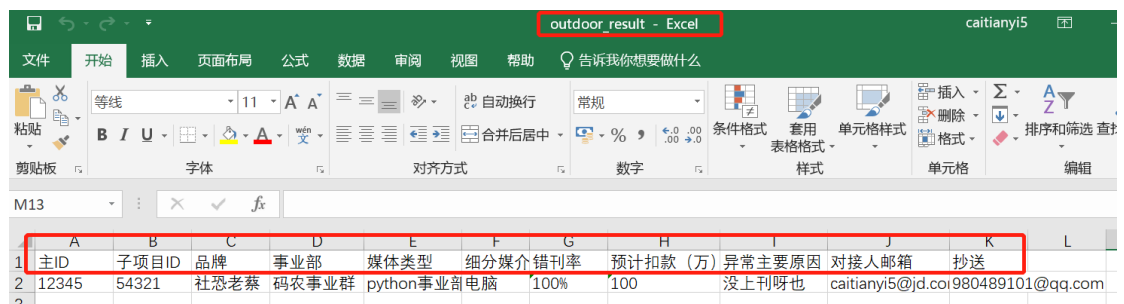 outdoor_result - Excel
caitianyi5
文件 开始 插入 页面布局 公式 数据 审阅 视图 帮助 告诉我你想要做什么
等线 11 A A ab 自动换行 常规 插入
粘贴 B I U A wén 文 合并后居中 % 条件格式 套用 表格格式 单元格样式 删除 格式 排序和筛选 查找
剪贴板 字体 对齐方式 数字 样式 单元格 编辑
M13 fx
A B C D E F G H I J K L
1 主ID 子项目ID 品牌 事业部 媒体类型 细分媒介 错刊率 预计扣款（万） 异常主要原因 对接人邮箱 抄送
2 12345 54321 社恐老蔡 码农事业群 python事业部 电脑 100% 100 没上刊呀也 caitianyi5@jd.co 980489101@qq.com